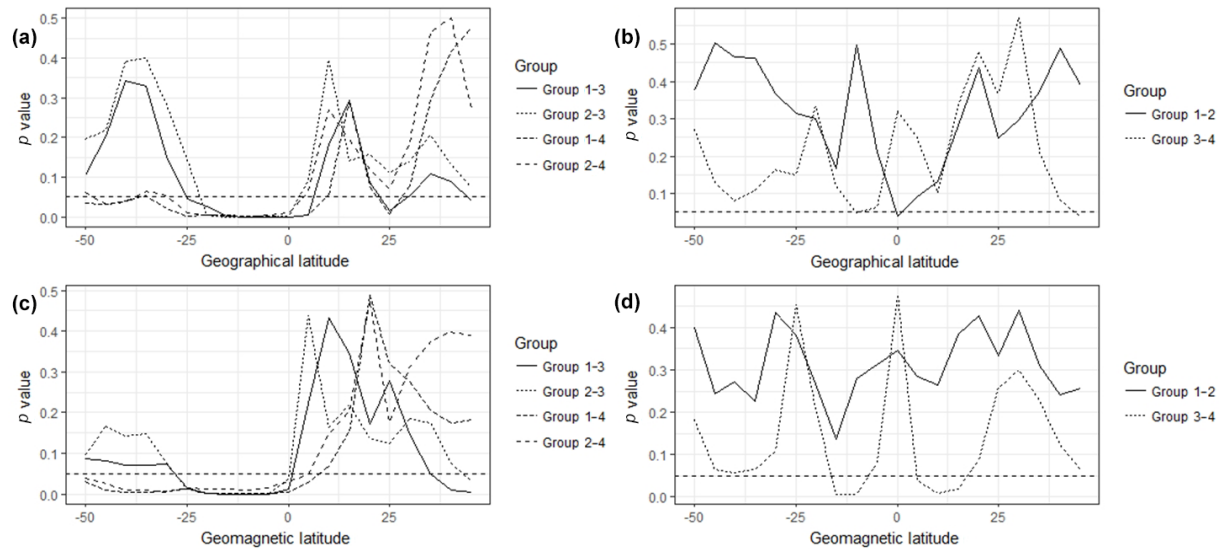 (a)
p value
0.5
0.4
0.3
0.2
0.1
0.0
-50
-25
0
25
Geographical latitude
Group
Group 1-3
Group 2-3
Group 1-4
Group 2-4
(b)
p value
0.5
0.4
0.3
0.2
0.1
-50
-25
0
25
Geographical latitude
Group
Group 1-2
Group 3-4
(c)
p value
0.5
0.4
0.3
0.2
0.1
0.0
-50
-25
0
25
Geomagnetic latitude
Group
Group 1-3
Group 2-3
Group 1-4
Group 2-4
(d)
p value
0.4
0.3
0.2
0.1
0.0
-50
-25
0
25
Geomagnetic latitude
Group
Group 1-2
Group 3-4